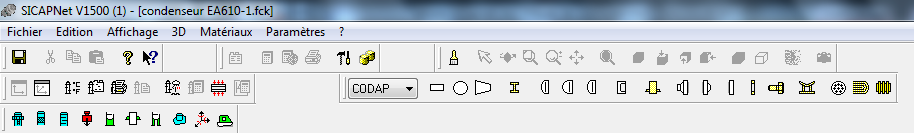 SICAPNet V1500 (1) - [condenseur EA610-1.fck]
Fichier Edition Affichage 3D Matériaux Paramètres ?
CODAP